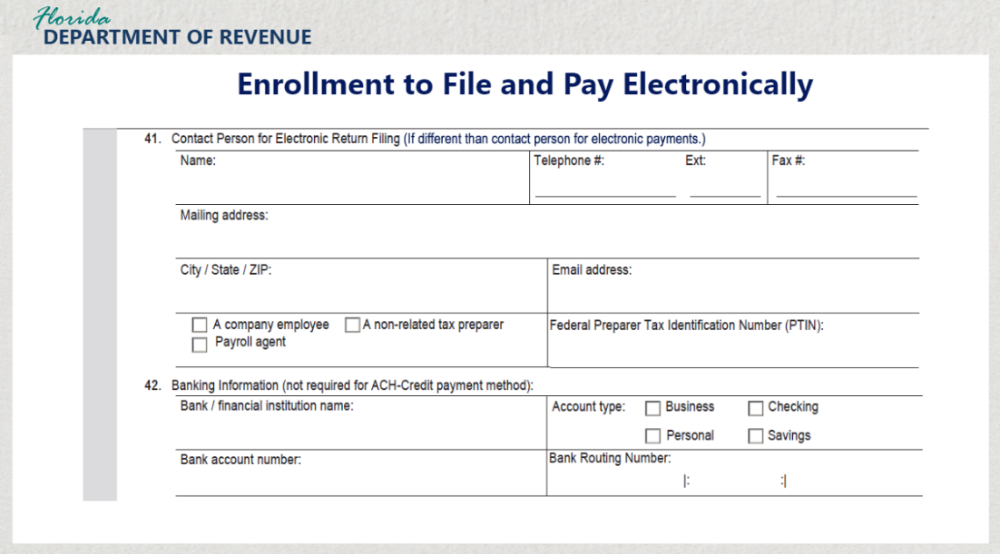 Florida
DEPARTMENT OF REVENUE
Enrollment to File and Pay Electronically
41. Contact Person for Electronic Return Filing (If different than contact person for electronic payments.)
Name: Telephone #: Ext: Fax #:
Mailing address:
City / State / ZIP: Email address:
A company employee A non-related tax preparer Federal Preparer Tax Identification Number (PTIN):
Payroll agent
42. Banking Information (not required for ACH-Credit payment method):
Bank / financial institution name: Account type: Business Checking
Personal Savings
Bank account number: Bank Routing Number:
|: :|